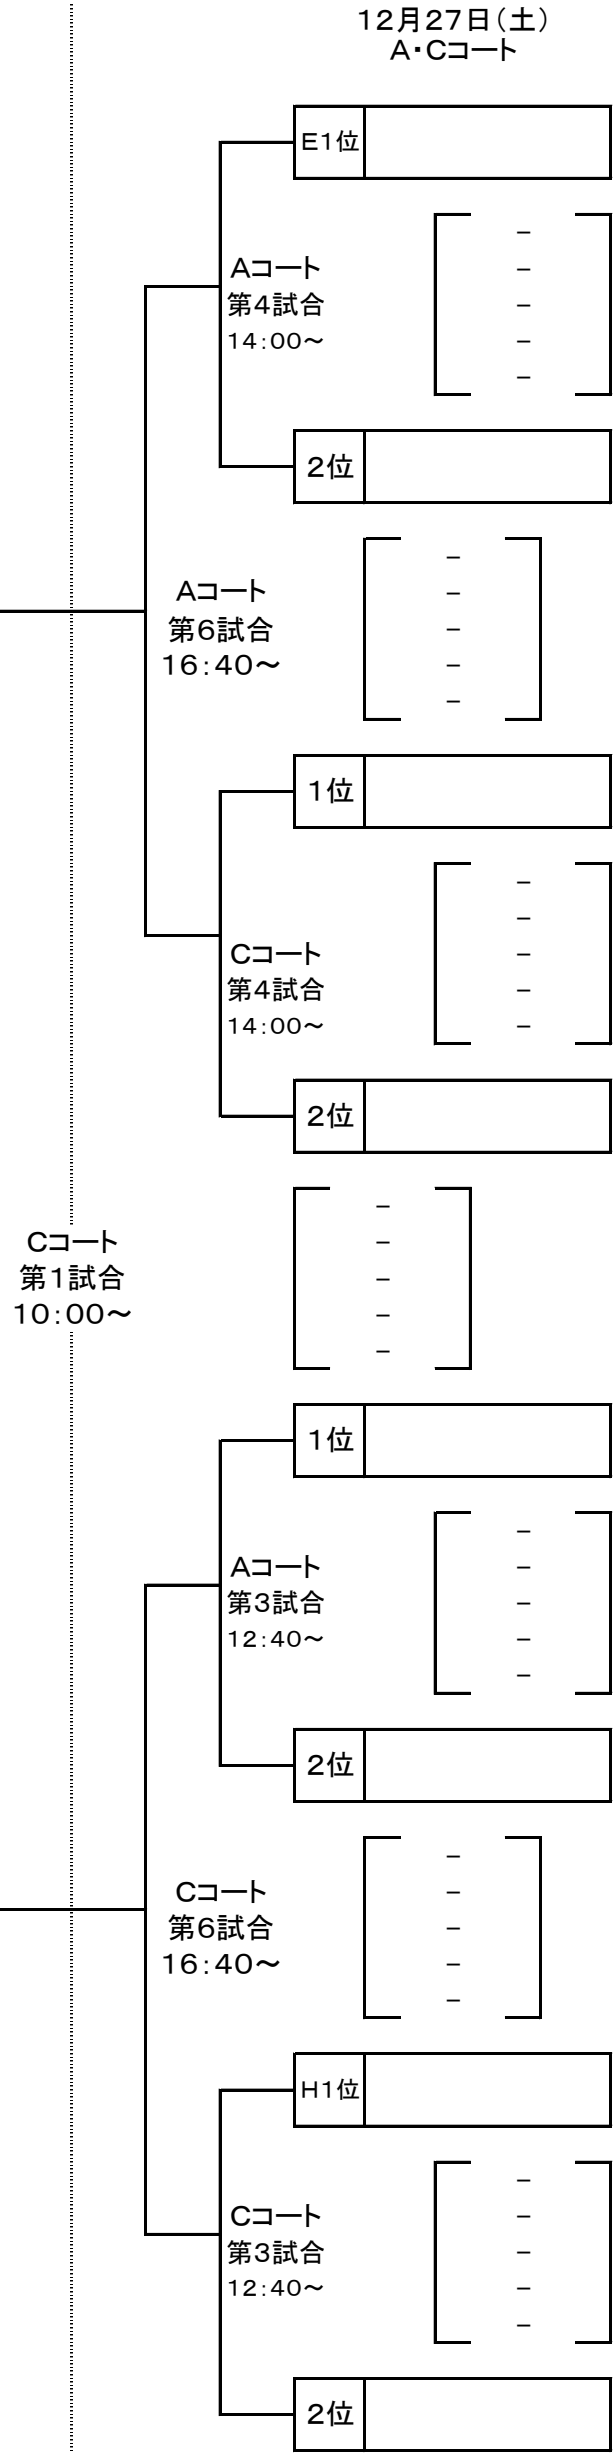 12月27日(土)
A・Cコート
E1位
－
Aコート
－
第4試合
－
14:00～
－
－
2位
－
Aコート
－
第6試合
－
16:40～
－
－
1位
－
－
Cコート
－
第4試合
－
14:00～
－
2位
－
Cコート
－
第1試合
－
10:00～
－
－
1位
－
Aコート
－
第3試合
－
12:40～
－
－
2位
－
Cコート
－
第6試合
－
16:40～
－
－
H1位
－
Cコート
－
第3試合
－
12:40～
－
－
2位